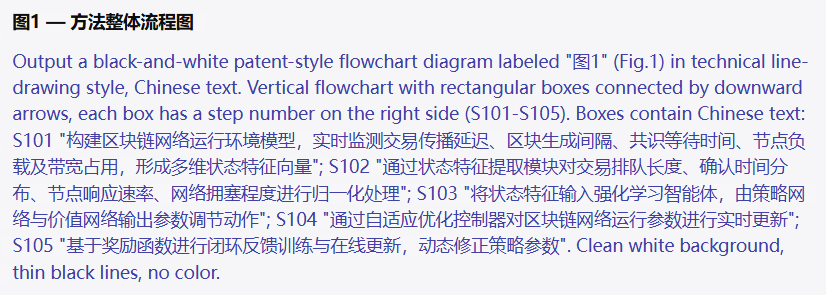 图1 — 方法整体流程图
Output a black-and-white patent-style flowchart diagram labeled "图1" (Fig.1) in technical line-
drawing style, Chinese text. Vertical flowchart with rectangular boxes connected by downward
arrows, each box has a step number on the right side (S101-S105). Boxes contain Chinese text:
S101 "构建区块链网络运行环境模型，实时监测交易传播延迟、区块生成间隔、共识等待时间、节点负
载及带宽占用，形成多维状态特征向量"; S102 "通过状态特征提取模块对交易排队长度、确认时间分
布、节点响应速率、网络拥塞程度进行归一化处理"; S103 "将状态特征输入强化学习智能体，由策略网
络与价值网络输出参数调节动作"; S104 "通过自适应优化控制器对区块链网络运行参数进行实时更新";
S105 "基于奖励函数进行闭环反馈训练与在线更新，动态修正策略参数". Clean white background,
thin black lines, no color.